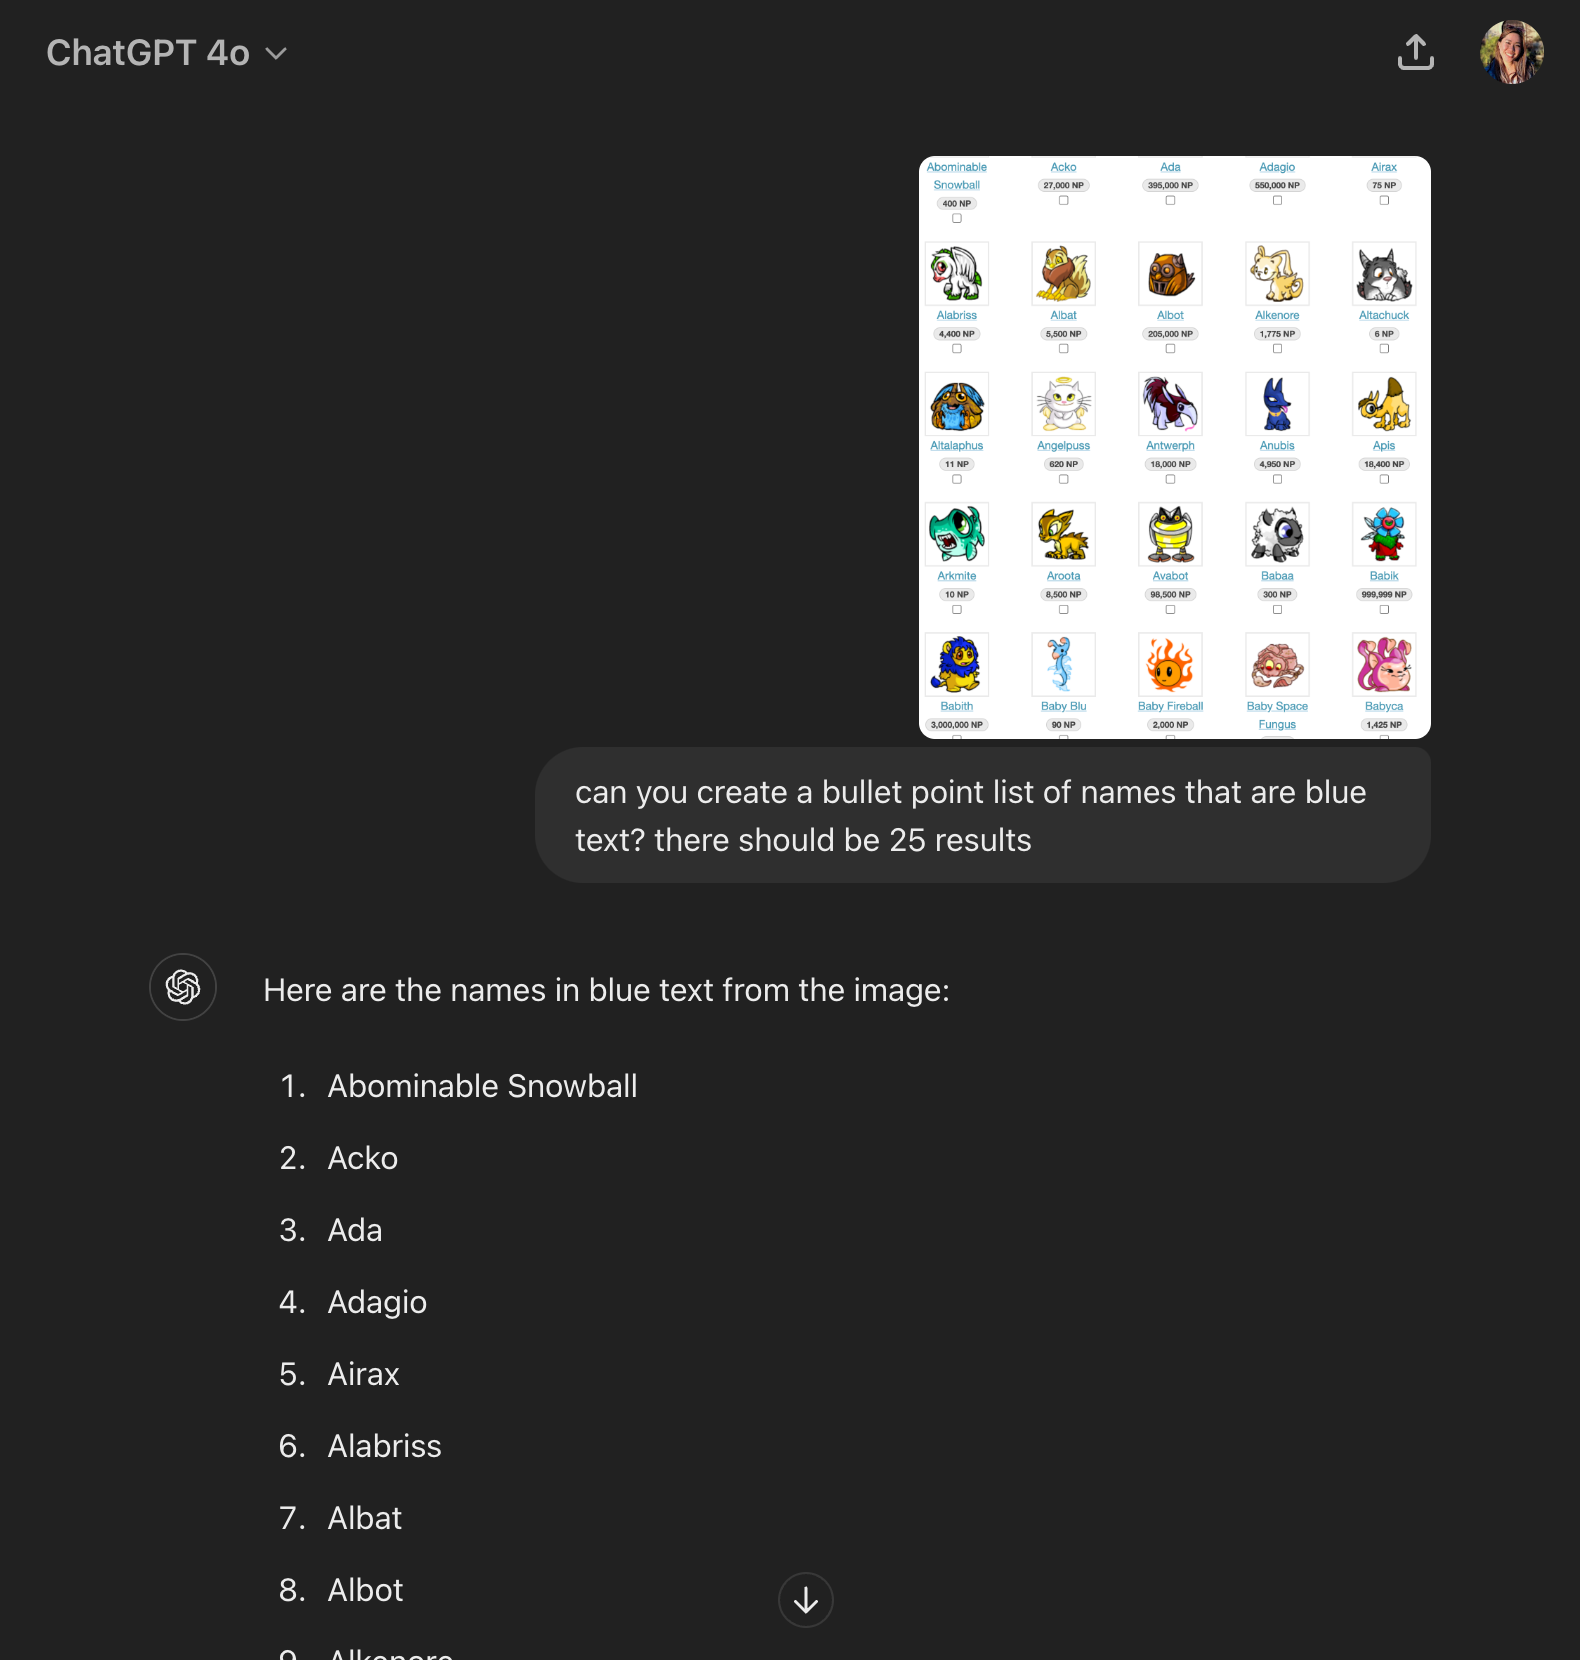 ChatGPT 4o
Abominable Acko Ada Adagio Airax
Snowball 27,000 NP 395,000 NP 550,000 NP 75 NP
400 NP
Alabriss Albat Albot Alkenore Altachuck
4,400 NP 5,500 NP 205,000 NP 1,775 NP 6 NP
Altalaphus Angelpuss Antwerph Anubis Apis
11 NP 620 NP 18,000 NP 4,950 NP 18,400 NP
Arkmite Aroota Avabot Babaa Babik
10 NP 8,500 NP 98,500 NP 300 NP 999,999 NP
Babith Baby Blu Baby Fireball Baby Space Babyca
3,000,000 NP 90 NP 2,000 NP Fungus 1,425 NP
can you create a bullet point list of names that are blue
text? there should be 25 results
Here are the names in blue text from the image:
1. Abominable Snowball
2. Acko
3. Ada
4. Adagio
5. Airax
6. Alabriss
7. Albat
8. Albot
9. Alkenore